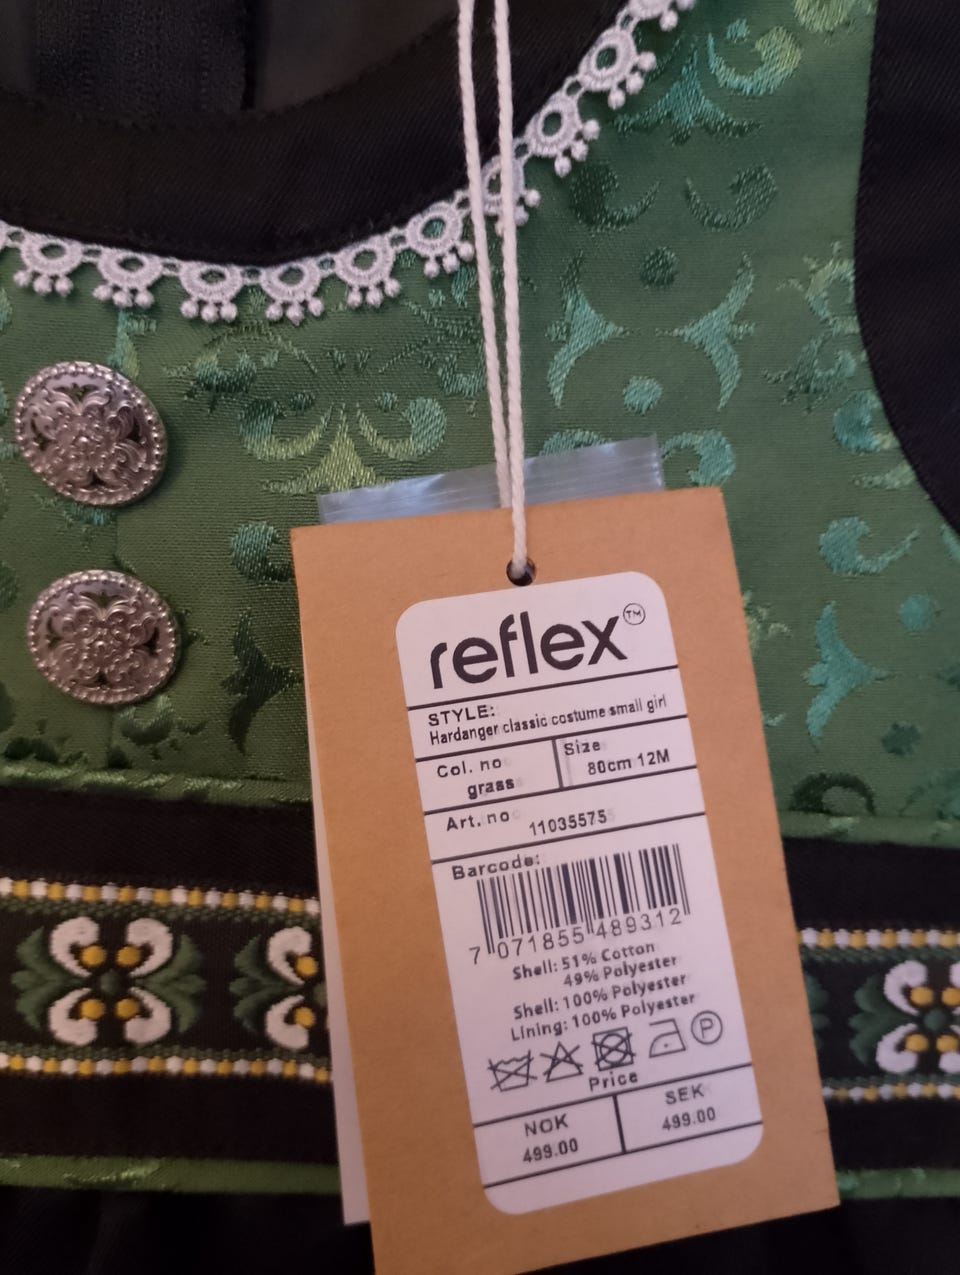 reflex™
STYLE:
Hardanger classic costume small girl
Col. no
grass
Size
80cm 12M
Art. no
11035575
Barcode:
7 071855 489312
Shell: 51% Cotton
49% Polyester
Shell: 100% Polyester
Lining: 100% Polyester
P
Price
NOK
499.00
SEK
499.00